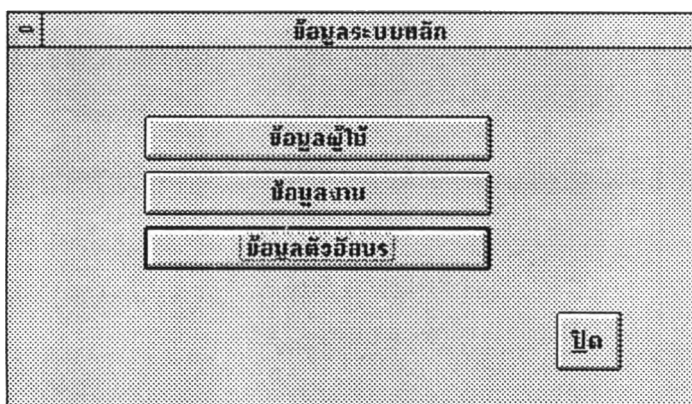 ข้อมูลระบบหลัก
ข้อมูลผู้ใช้
ข้อมูลงาน
ข้อมูลตัวอักษร
ปิด